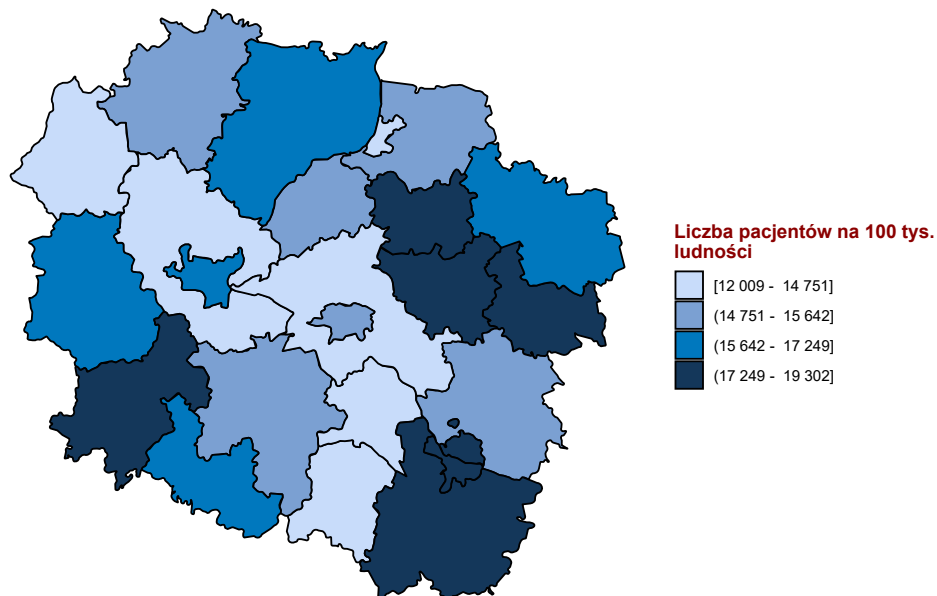 Liczba pacjentów na 100 tys.
ludności
[12 009 - 14 751]
(14 751 - 15 642]
(15 642 - 17 249]
(17 249 - 19 302]